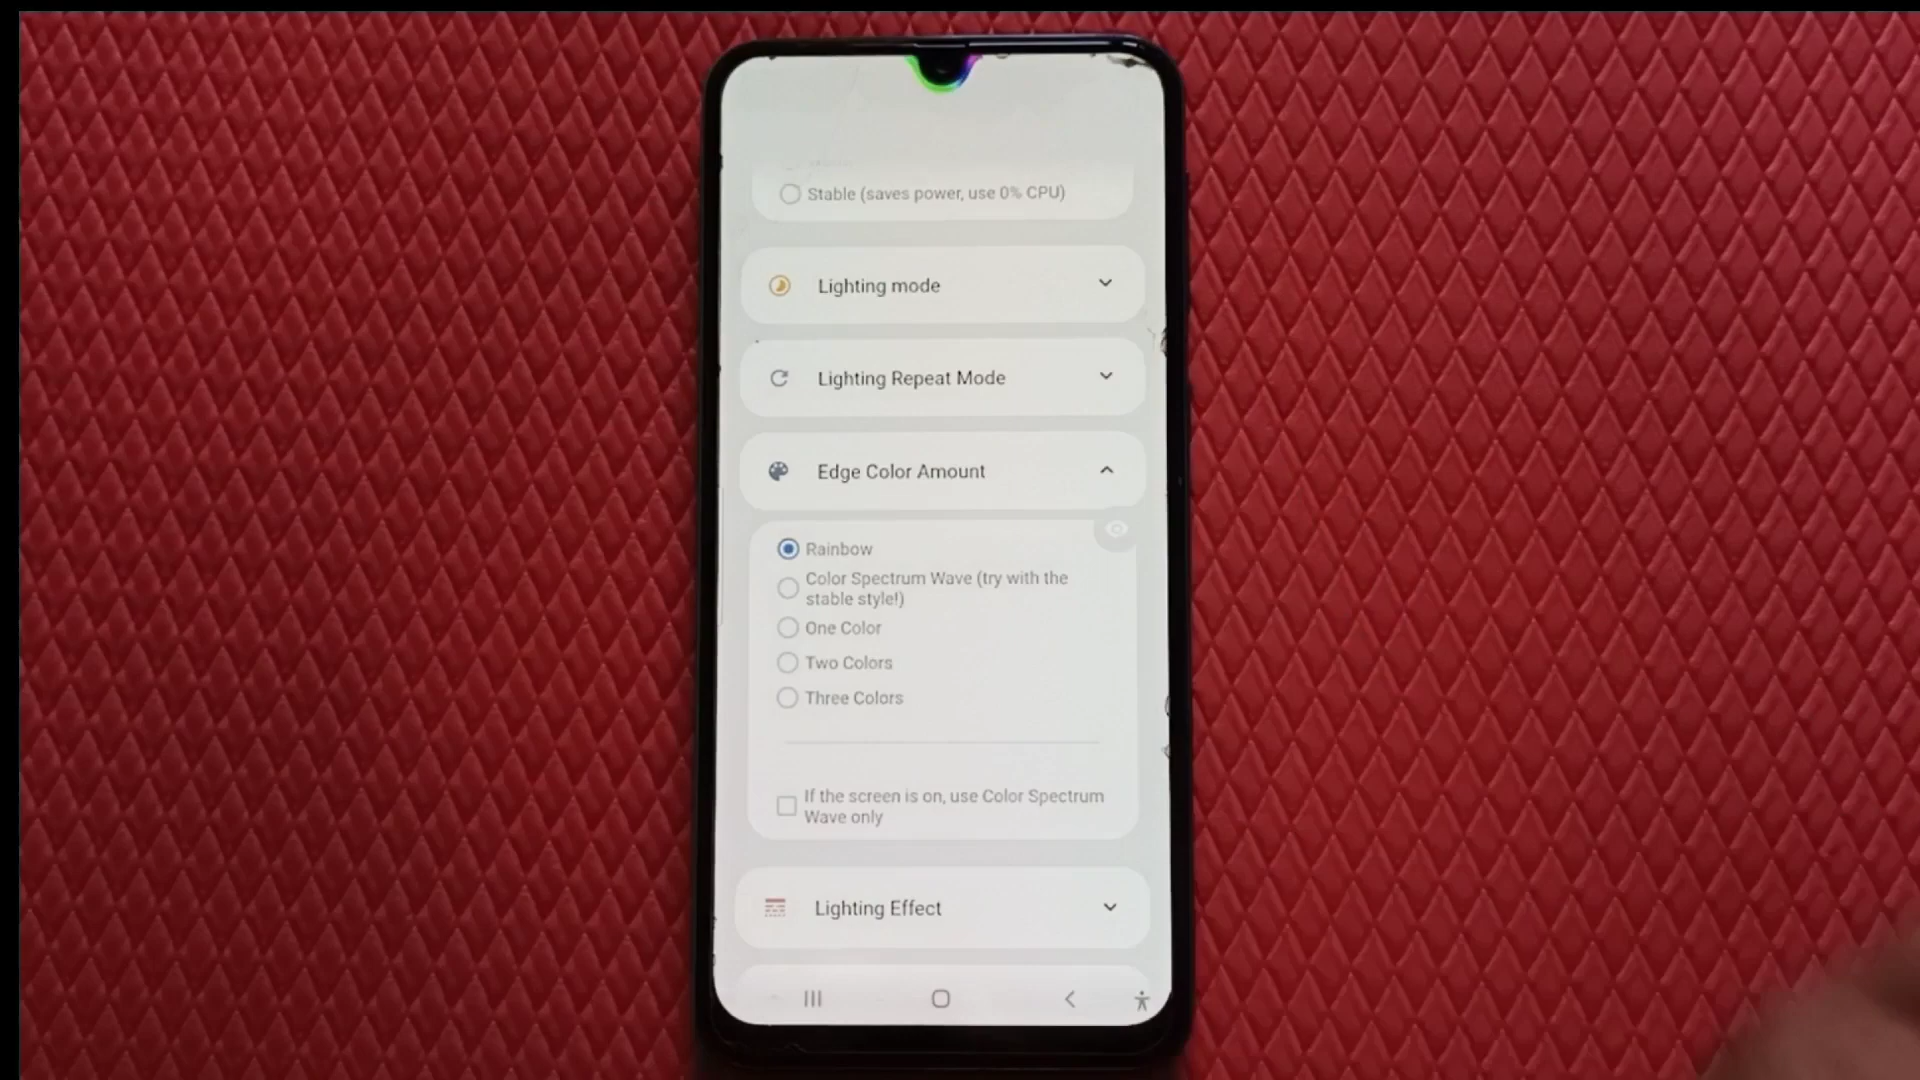 Stable (saves power, use 0% CPU)
Lighting mode
Lighting Repeat Mode
Edge Color Amount
Rainbow
Color Spectrum Wave (try with the
stable style!)
One Color
Two Colors
Three Colors
If the screen is on, use Color Spectrum
Wave only
Lighting Effect